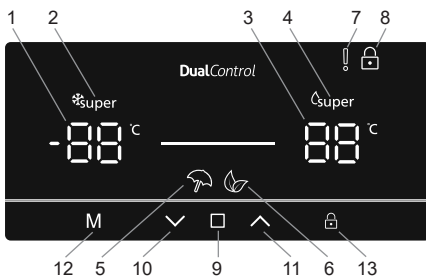 1 2 3 4 7 8
DualControl
super super
-88 °C 88 °C
M
12 5 10 9 11 6 13